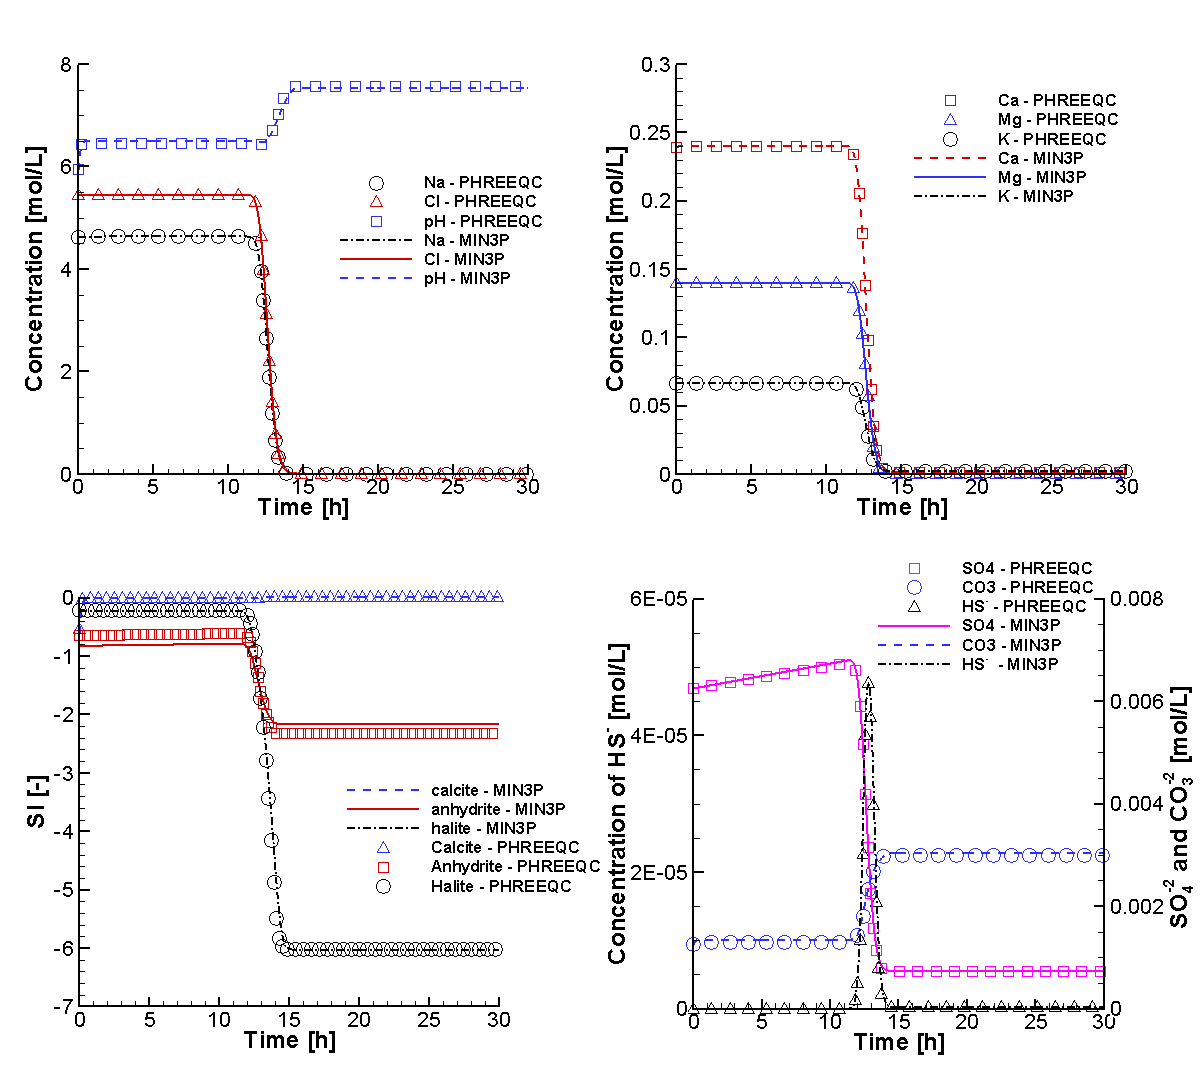 8
6
4
2
0
Concentration [mol/L]
0 5 10 15 20 25 30
Time [h]
Na - PHREEQC
Cl - PHREEQC
pH - PHREEQC
Na - MIN3P
Cl - MIN3P
pH - MIN3P
0.3
0.25
0.2
0.15
0.1
0.05
0
Concentration [mol/L]
0 5 10 15 20 25 30
Time [h]
Ca - PHREEQC
Mg - PHREEQC
K - PHREEQC
Ca - MIN3P
Mg - MIN3P
K - MIN3P
0
-1
-2
-3
-4
-5
-6
-7
SI [-]
0 5 10 15 20 25 30
Time [h]
calcite - MIN3P
anhydrite - MIN3P
halite - MIN3P
Calcite - PHREEQC
Anhydrite - PHREEQC
Halite - PHREEQC
SO4 - PHREEQC
CO3 - PHREEQC
HS⁻ - PHREEQC
SO4 - MIN3P
CO3 - MIN3P
HS⁻ - MIN3P
6E-05
4E-05
2E-05
0
Concentration of HS⁻ [mol/L]
0 5 10 15 20 25 30
Time [h]
0.008
0.006
0.004
0.002
0
SO₄⁻² and CO₃⁻² [mol/L]